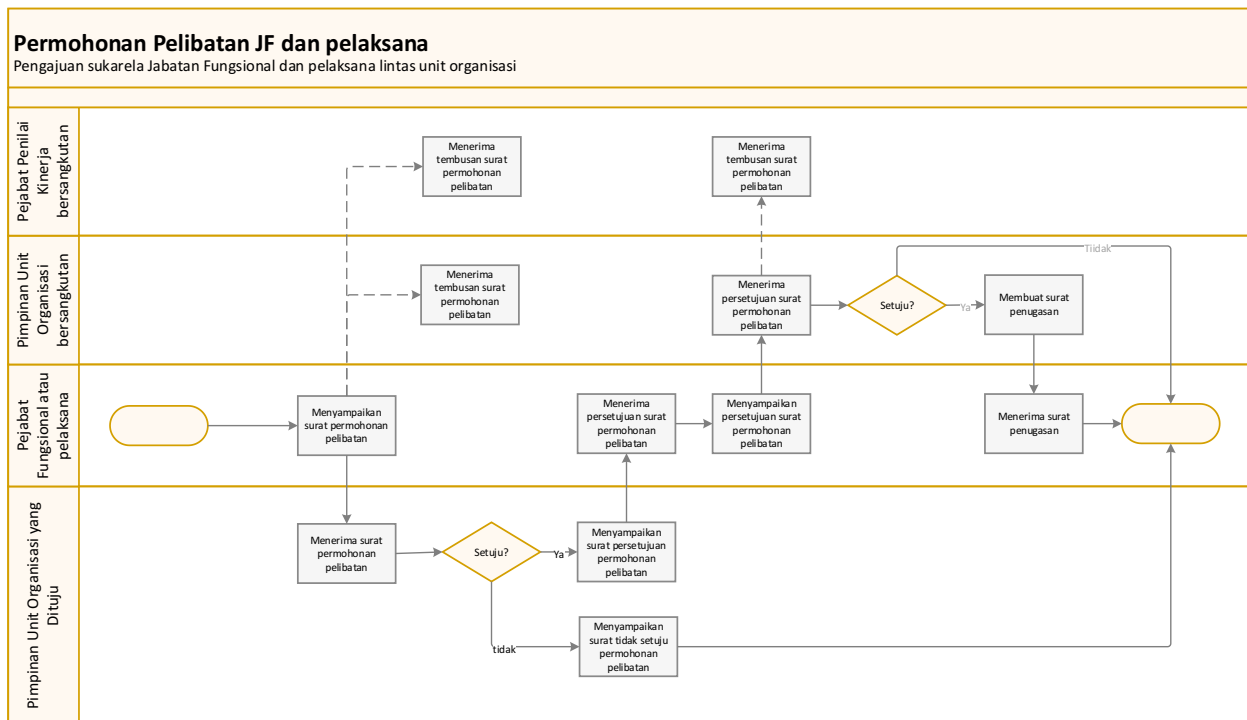 Permohonan Pelibatan JF dan pelaksana
Pengajuan sukarela Jabatan Fungsional dan pelaksana lintas unit organisasi
Pejabat Penilai
Kinerja
bersangkutan
Menerima
tembusan surat
permohonan
pelibatan
Menerima
tembusan surat
permohonan
pelibatan
Pimpinan Unit
Organisasi
bersangkutan
Menerima
tembusan surat
permohonan
pelibatan
Menerima
persetujuan surat
permohonan
pelibatan
Setuju?
Ya
Tiidak
Membuat surat
penugasan
Pejabat
Fungsional atau
pelaksana
Menyampaikan
surat permohonan
pelibatan
Menerima
persetujuan surat
permohonan
pelibatan
Menyampaikan
persetujuan surat
permohonan
pelibatan
Menerima surat
penugasan
Pimpinan Unit Organisasi yang
Dituju
Menerima surat
permohonan
pelibatan
Setuju?
Ya
Menyampaikan
surat persetujuan
permohonan
pelibatan
tidak
Menyampaikan
surat tidak setuju
permohonan
pelibatan